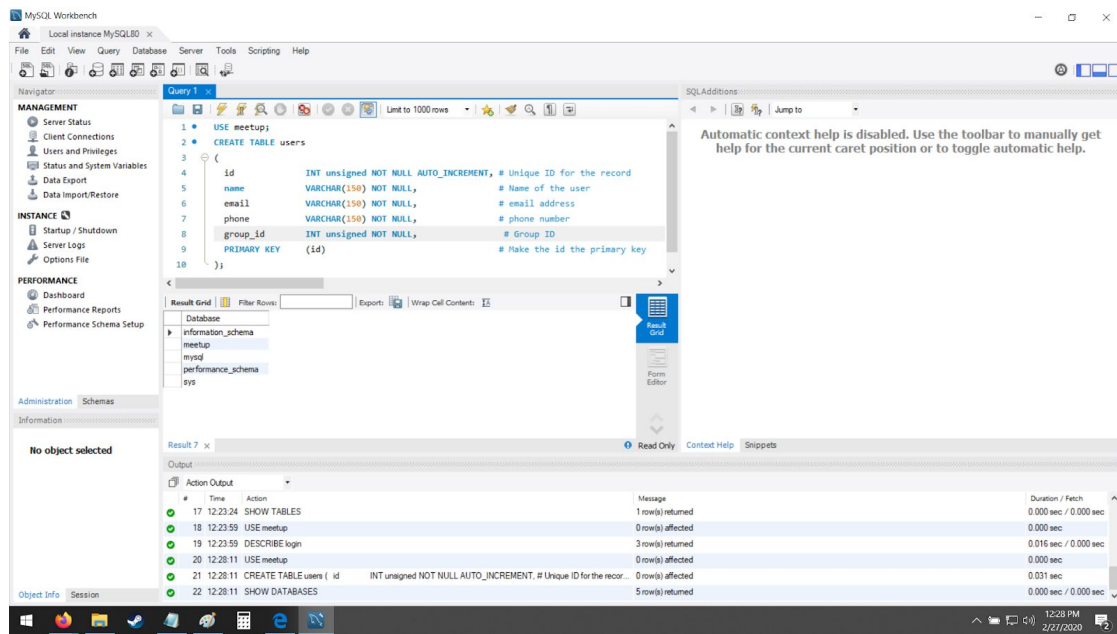 MySQL Workbench
Local instance MySQL80 ×
File Edit View Query Database Server Tools Scripting Help
Navigator
MANAGEMENT
Server Status
Client Connections
Users and Privileges
Status and System Variables
Data Export
Data Import/Restore
INSTANCE
Startup / Shutdown
Server Logs
Options File
PERFORMANCE
Dashboard
Performance Reports
Performance Schema Setup
Administration Schemas
Information
No object selected
Object Info Session
Query 1 ×
Limit to 1000 rows
1 USE meetup;
2 CREATE TABLE users
3 (
4 id INT unsigned NOT NULL AUTO_INCREMENT, # Unique ID for the record
5 name VARCHAR(150) NOT NULL, # Name of the user
6 email VARCHAR(150) NOT NULL, # email address
7 phone VARCHAR(150) NOT NULL, # phone number
8 group_id INT unsigned NOT NULL, # Group ID
9 PRIMARY KEY (id) # Make the id the primary key
10 );
Result Grid Filter Rows: Export: Wrap Cell Content:
Database
information_schema
meetup
mysql
performance_schema
sys
Result Grid
Form Editor
Result 7 ×
Read Only
SQLAdditions
Jump to
Automatic context help is disabled. Use the toolbar to manually get
help for the current caret position or to toggle automatic help.
Context Help Snippets
Output
Action Output
# Time Action Message Duration / Fetch
17 12:23:24 SHOW TABLES 1 row(s) returned 0.000 sec / 0.000 sec
18 12:23:59 USE meetup 0 row(s) affected 0.000 sec
19 12:23:59 DESCRIBE login 3 row(s) returned 0.016 sec / 0.000 sec
20 12:28:11 USE meetup 0 row(s) affected 0.000 sec
21 12:28:11 CREATE TABLE users ( id INT unsigned NOT NULL AUTO_INCREMENT, # Unique ID for the recor... 0 row(s) affected 0.031 sec
22 12:28:11 SHOW DATABASES 5 row(s) returned 0.000 sec / 0.000 sec
12:28 PM
2/27/2020